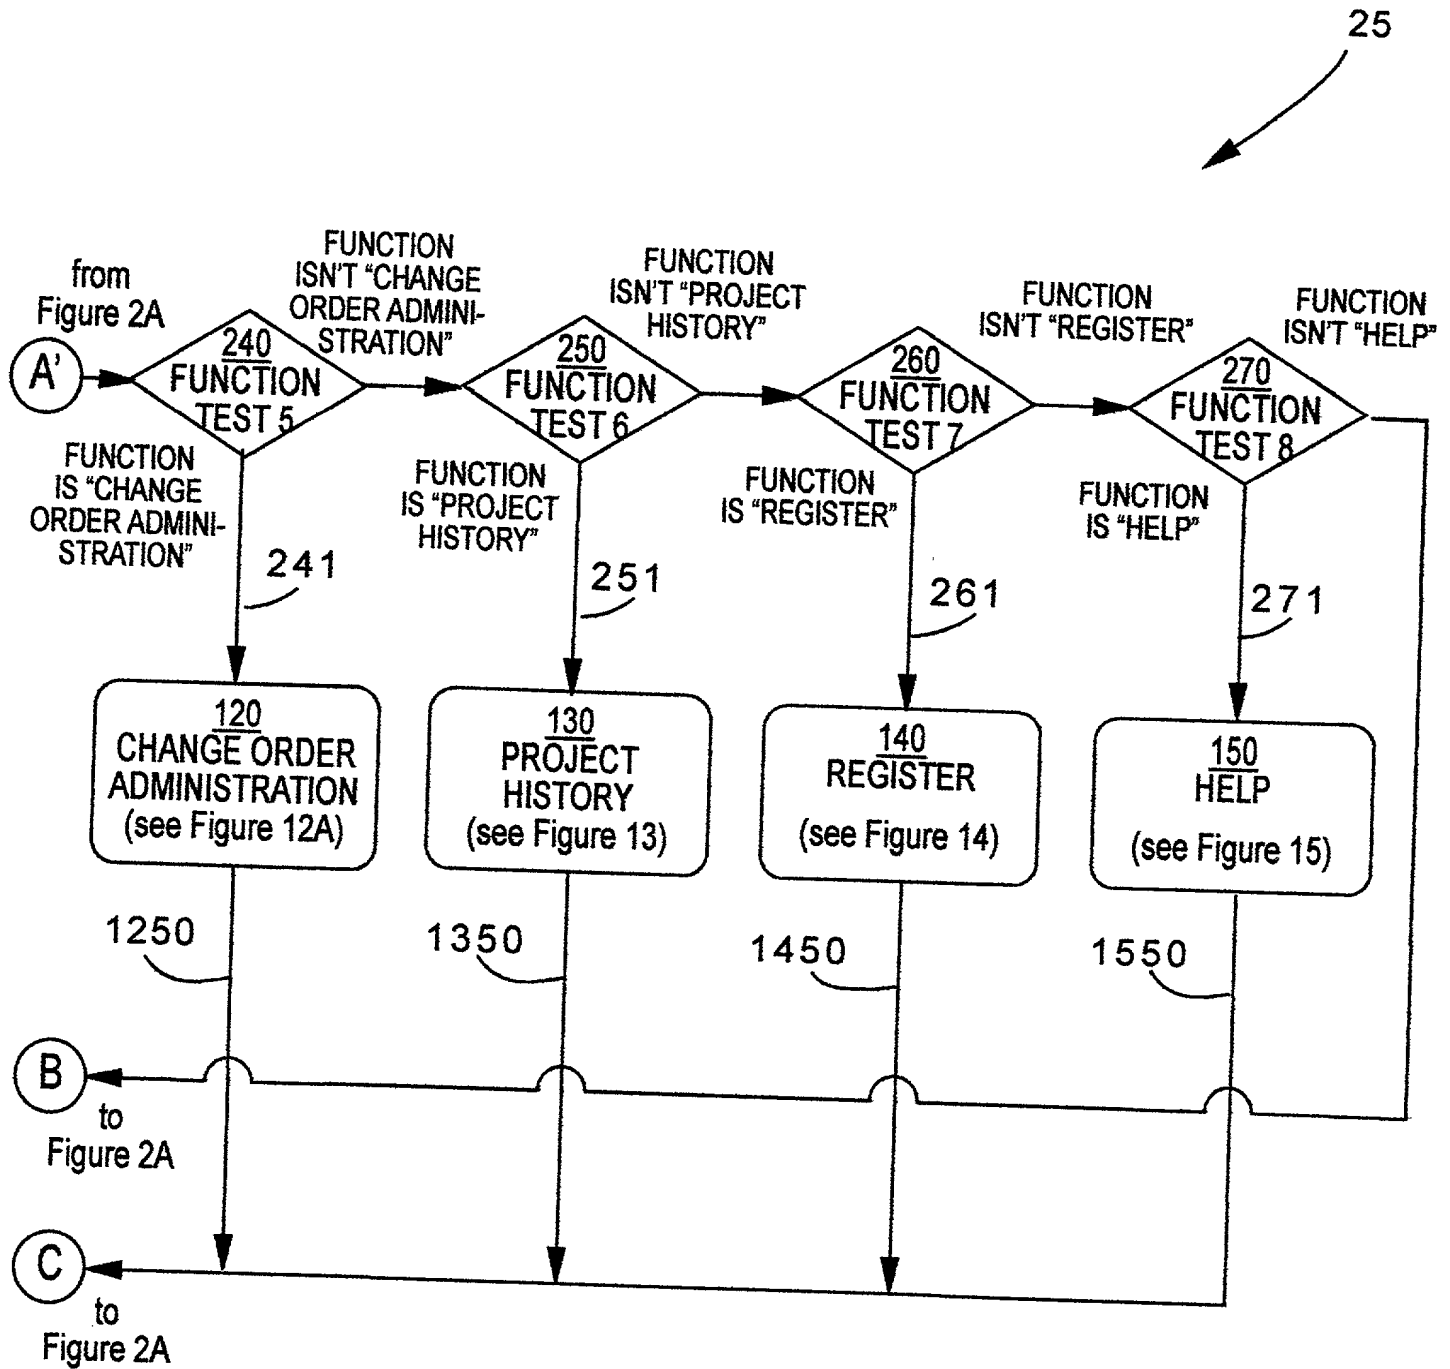 25
from
Figure 2A
A'
240
FUNCTION
TEST 5
FUNCTION
ISN'T "CHANGE
ORDER ADMINI-
STRATION"
250
FUNCTION
TEST 6
FUNCTION
ISN'T "PROJECT
HISTORY"
260
FUNCTION
TEST 7
FUNCTION
ISN'T "REGISTER"
270
FUNCTION
TEST 8
FUNCTION
ISN'T "HELP"
FUNCTION
IS "CHANGE
ORDER ADMINI-
STRATION"
FUNCTION
IS "PROJECT
HISTORY"
FUNCTION
IS "REGISTER"
FUNCTION
IS "HELP"
241
251
261
271
120
CHANGE ORDER
ADMINISTRATION
(see Figure 12A)
130
PROJECT
HISTORY
(see Figure 13)
140
REGISTER
(see Figure 14)
150
HELP
(see Figure 15)
1250
1350
1450
1550
B
to
Figure 2A
C
to
Figure 2A